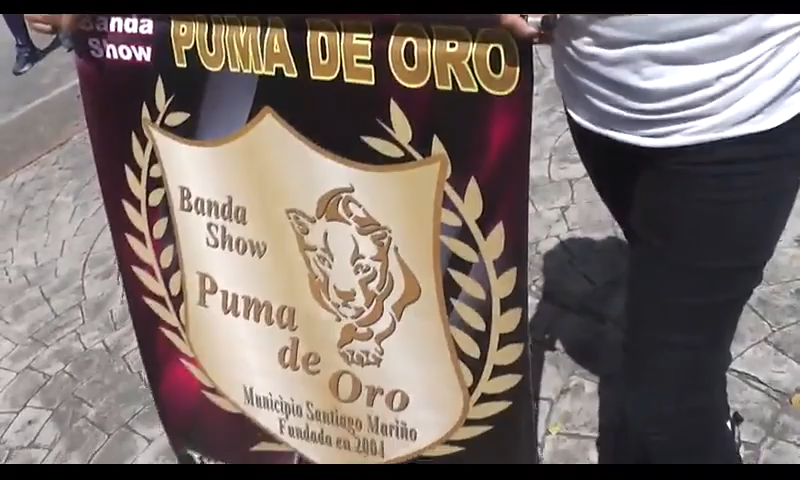 Banda
Show
PUMA DE ORO
Banda
Show
Puma
de Oro
Municipio Santiago Mariño
Fundada en 2004